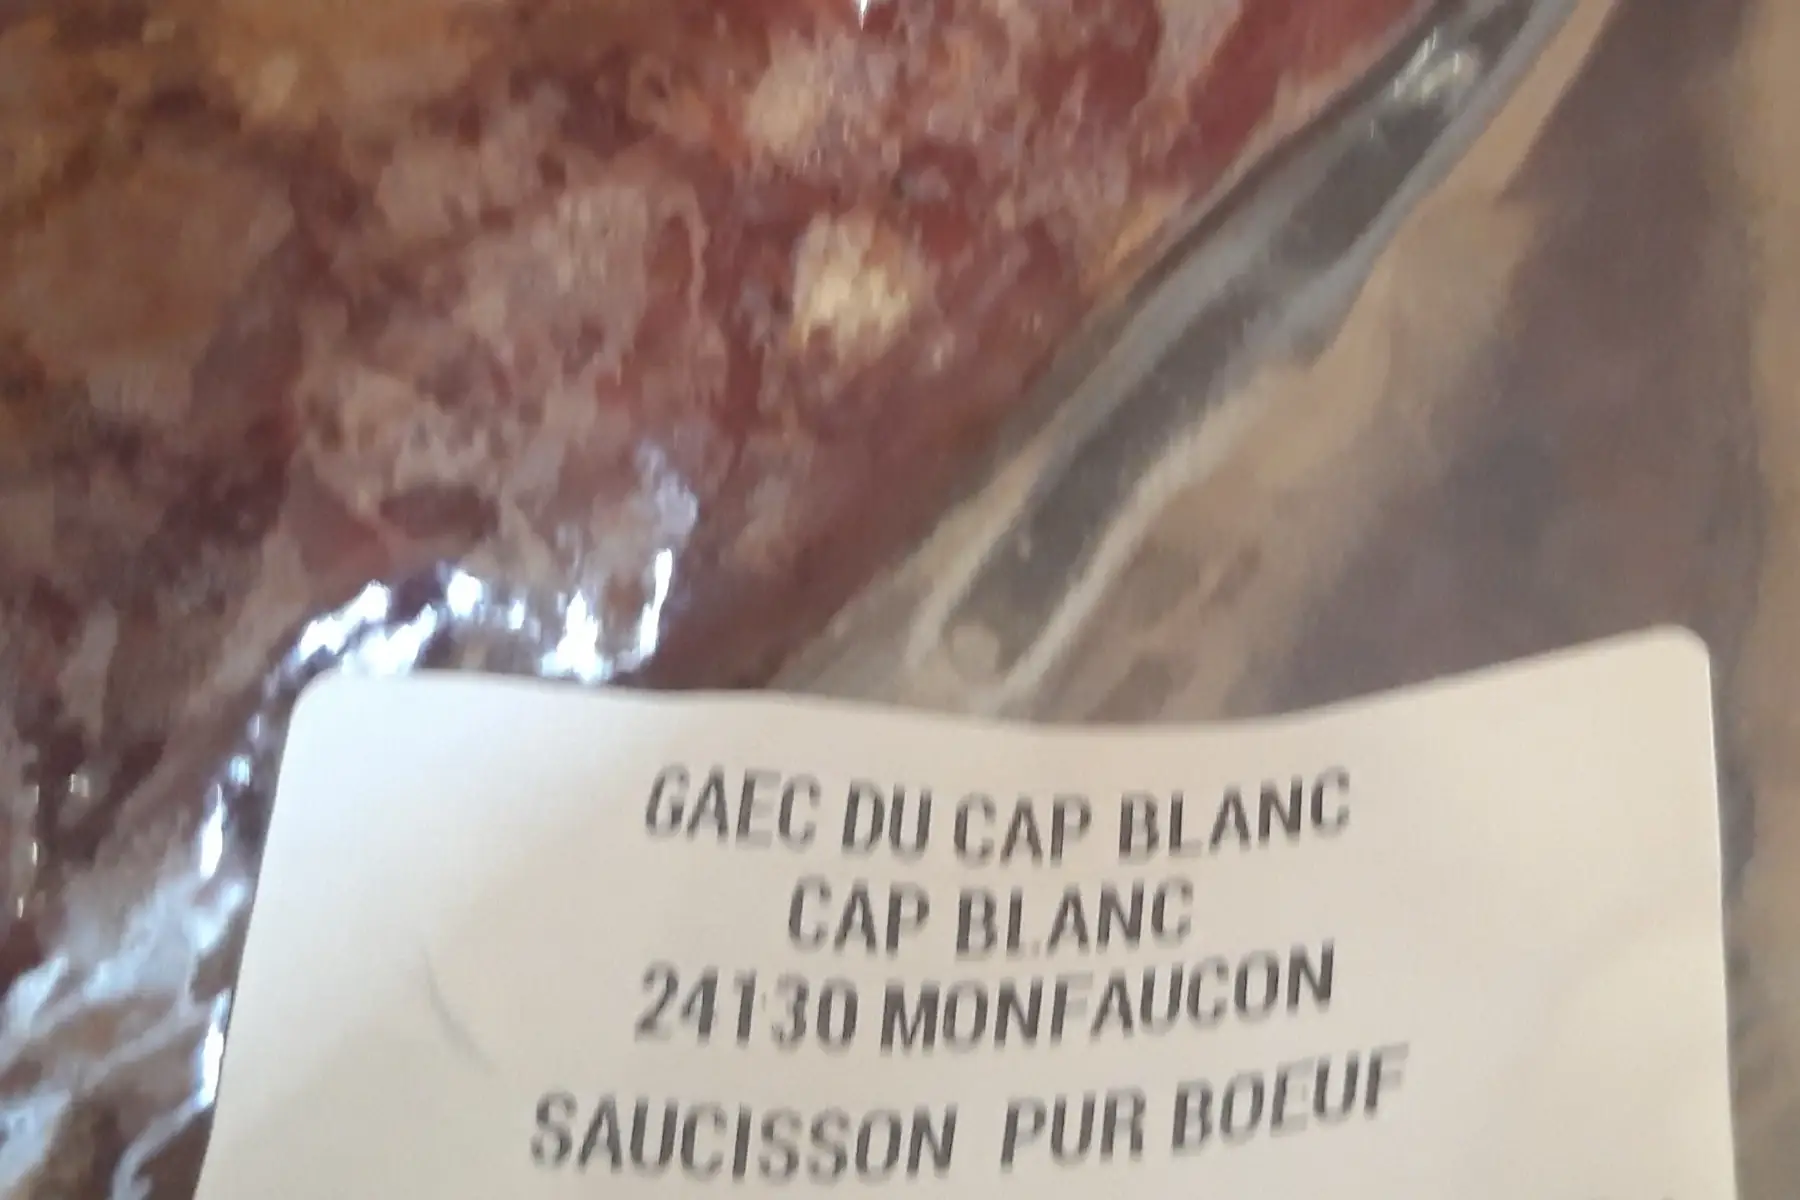 GAEC DU CAP BLANC
CAP BLANC
24130 MONFAUCON
SAUCISSON PUR BOEUF